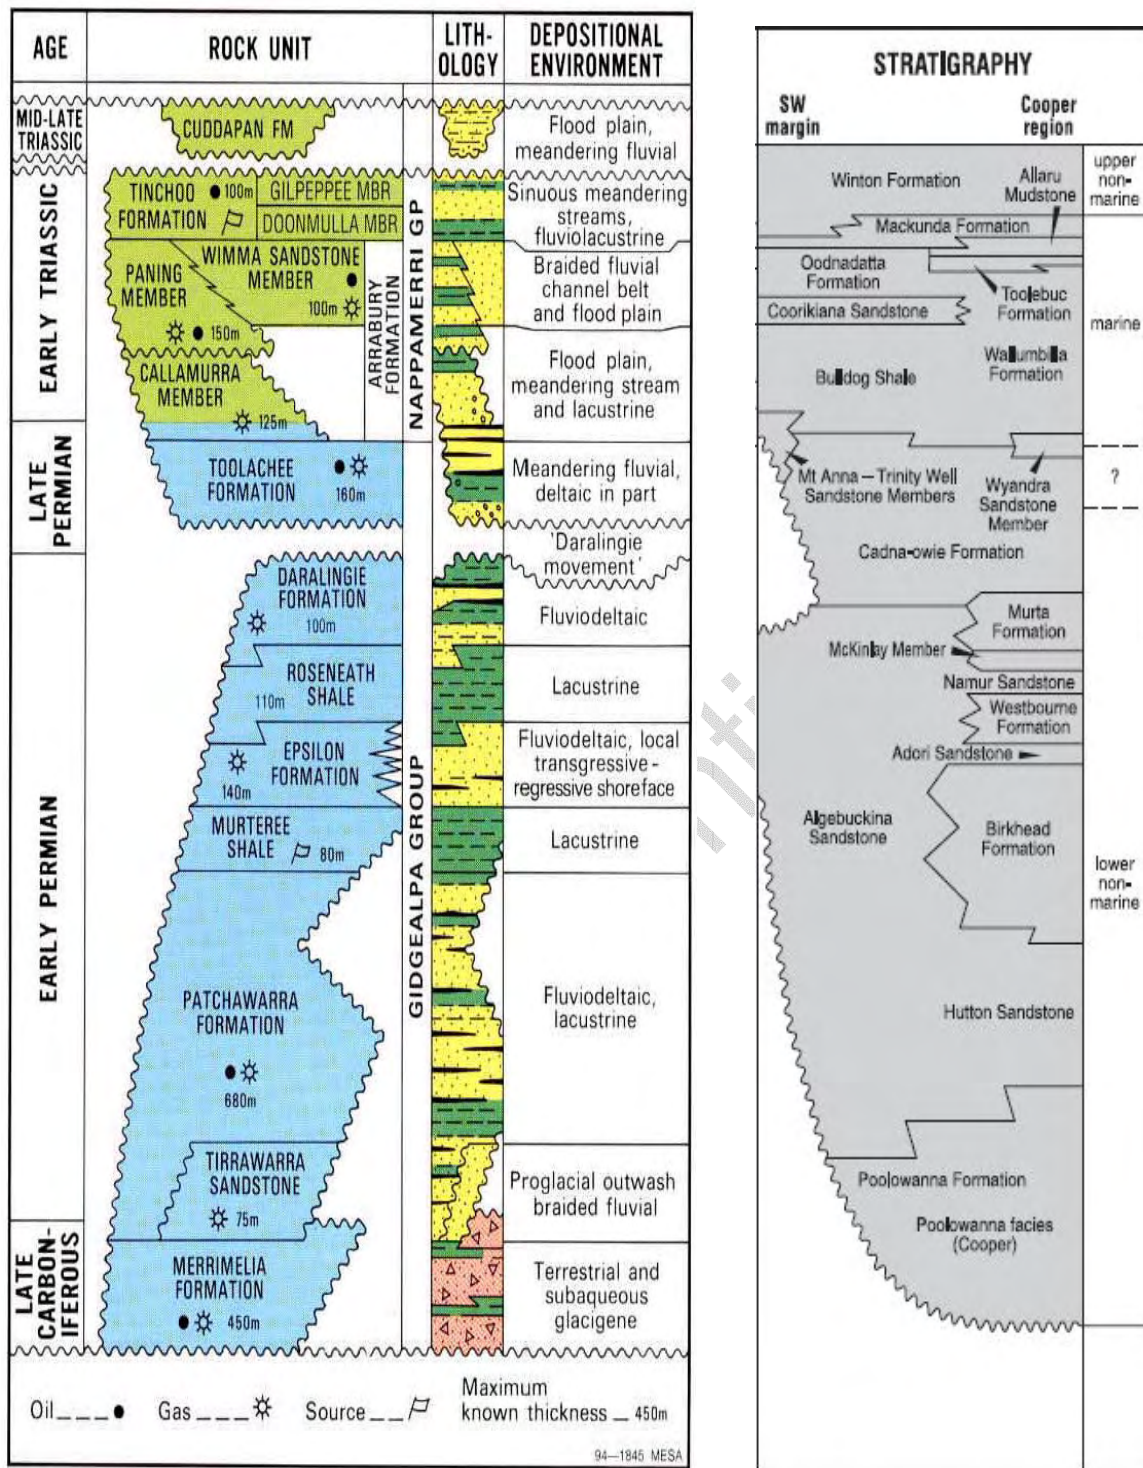 AGE
ROCK UNIT
LITH-
OLOGY
DEPOSITIONAL
ENVIRONMENT
MID-LATE
TRIASSIC
CUDDAPAN FM
Flood plain,
meandering fluvial
EARLY TRIASSIC
TINCHOO
FORMATION
100m
GILPEPPEE MBR
DOONMULLA MBR
Sinuous meandering
streams,
fluviolacustrine
PANING
MEMBER
150m
WIMMA SANDSTONE
MEMBER
100m
Braided fluvial
channel belt
and flood plain
CALLAMURRA
MEMBER
125m
ARRABURY
FORMATION
NAPPAMERRI GP
Flood plain,
meandering stream
and lacustrine
LATE
PERMIAN
TOOLACHEE
FORMATION
160m
Meandering fluvial,
deltaic in part
'Daralingie
movement'
EARLY PERMIAN
DARALINGIE
FORMATION
100m
Fluviodeltaic
ROSENEATH
SHALE
110m
Lacustrine
EPSILON
FORMATION
140m
Fluviodeltaic, local
transgressive-
regressive shoreface
GIDGEALPA GROUP
MURTEREE
SHALE
80m
Lacustrine
PATCHAWARRA
FORMATION
680m
Fluviodeltaic,
lacustrine
TIRRAWARRA
SANDSTONE
75m
Proglacial outwash
braided fluvial
LATE
CARBON-
IFEROUS
MERRIMELIA
FORMATION
450m
Terrestrial and
subaqueous
glacigene
Oil
Gas
Source
Maximum
known thickness 450m
94—1845 MESA
STRATIGRAPHY
SW
margin
Cooper
region
Winton Formation
Allaru
Mudstone
upper
non-
marine
Mackunda Formation
Oodnadatta
Formation
Toolebuc
Formation
Coorikiana Sandstone
marine
Bulldog Shale
Wallumbilla
Formation
Mt Anna — Trinity Well
Sandstone Members
Wyandra
Sandstone
Member
?
Cadna-owie Formation
Murta
Formation
McKinlay Member
Namur Sandstone
Westbourne
Formation
Adori Sandstone
Algebuckina
Sandstone
Birkhead
Formation
lower
non-
marine
Hutton Sandstone
Poolowanna Formation
Poolowanna facies
(Cooper)